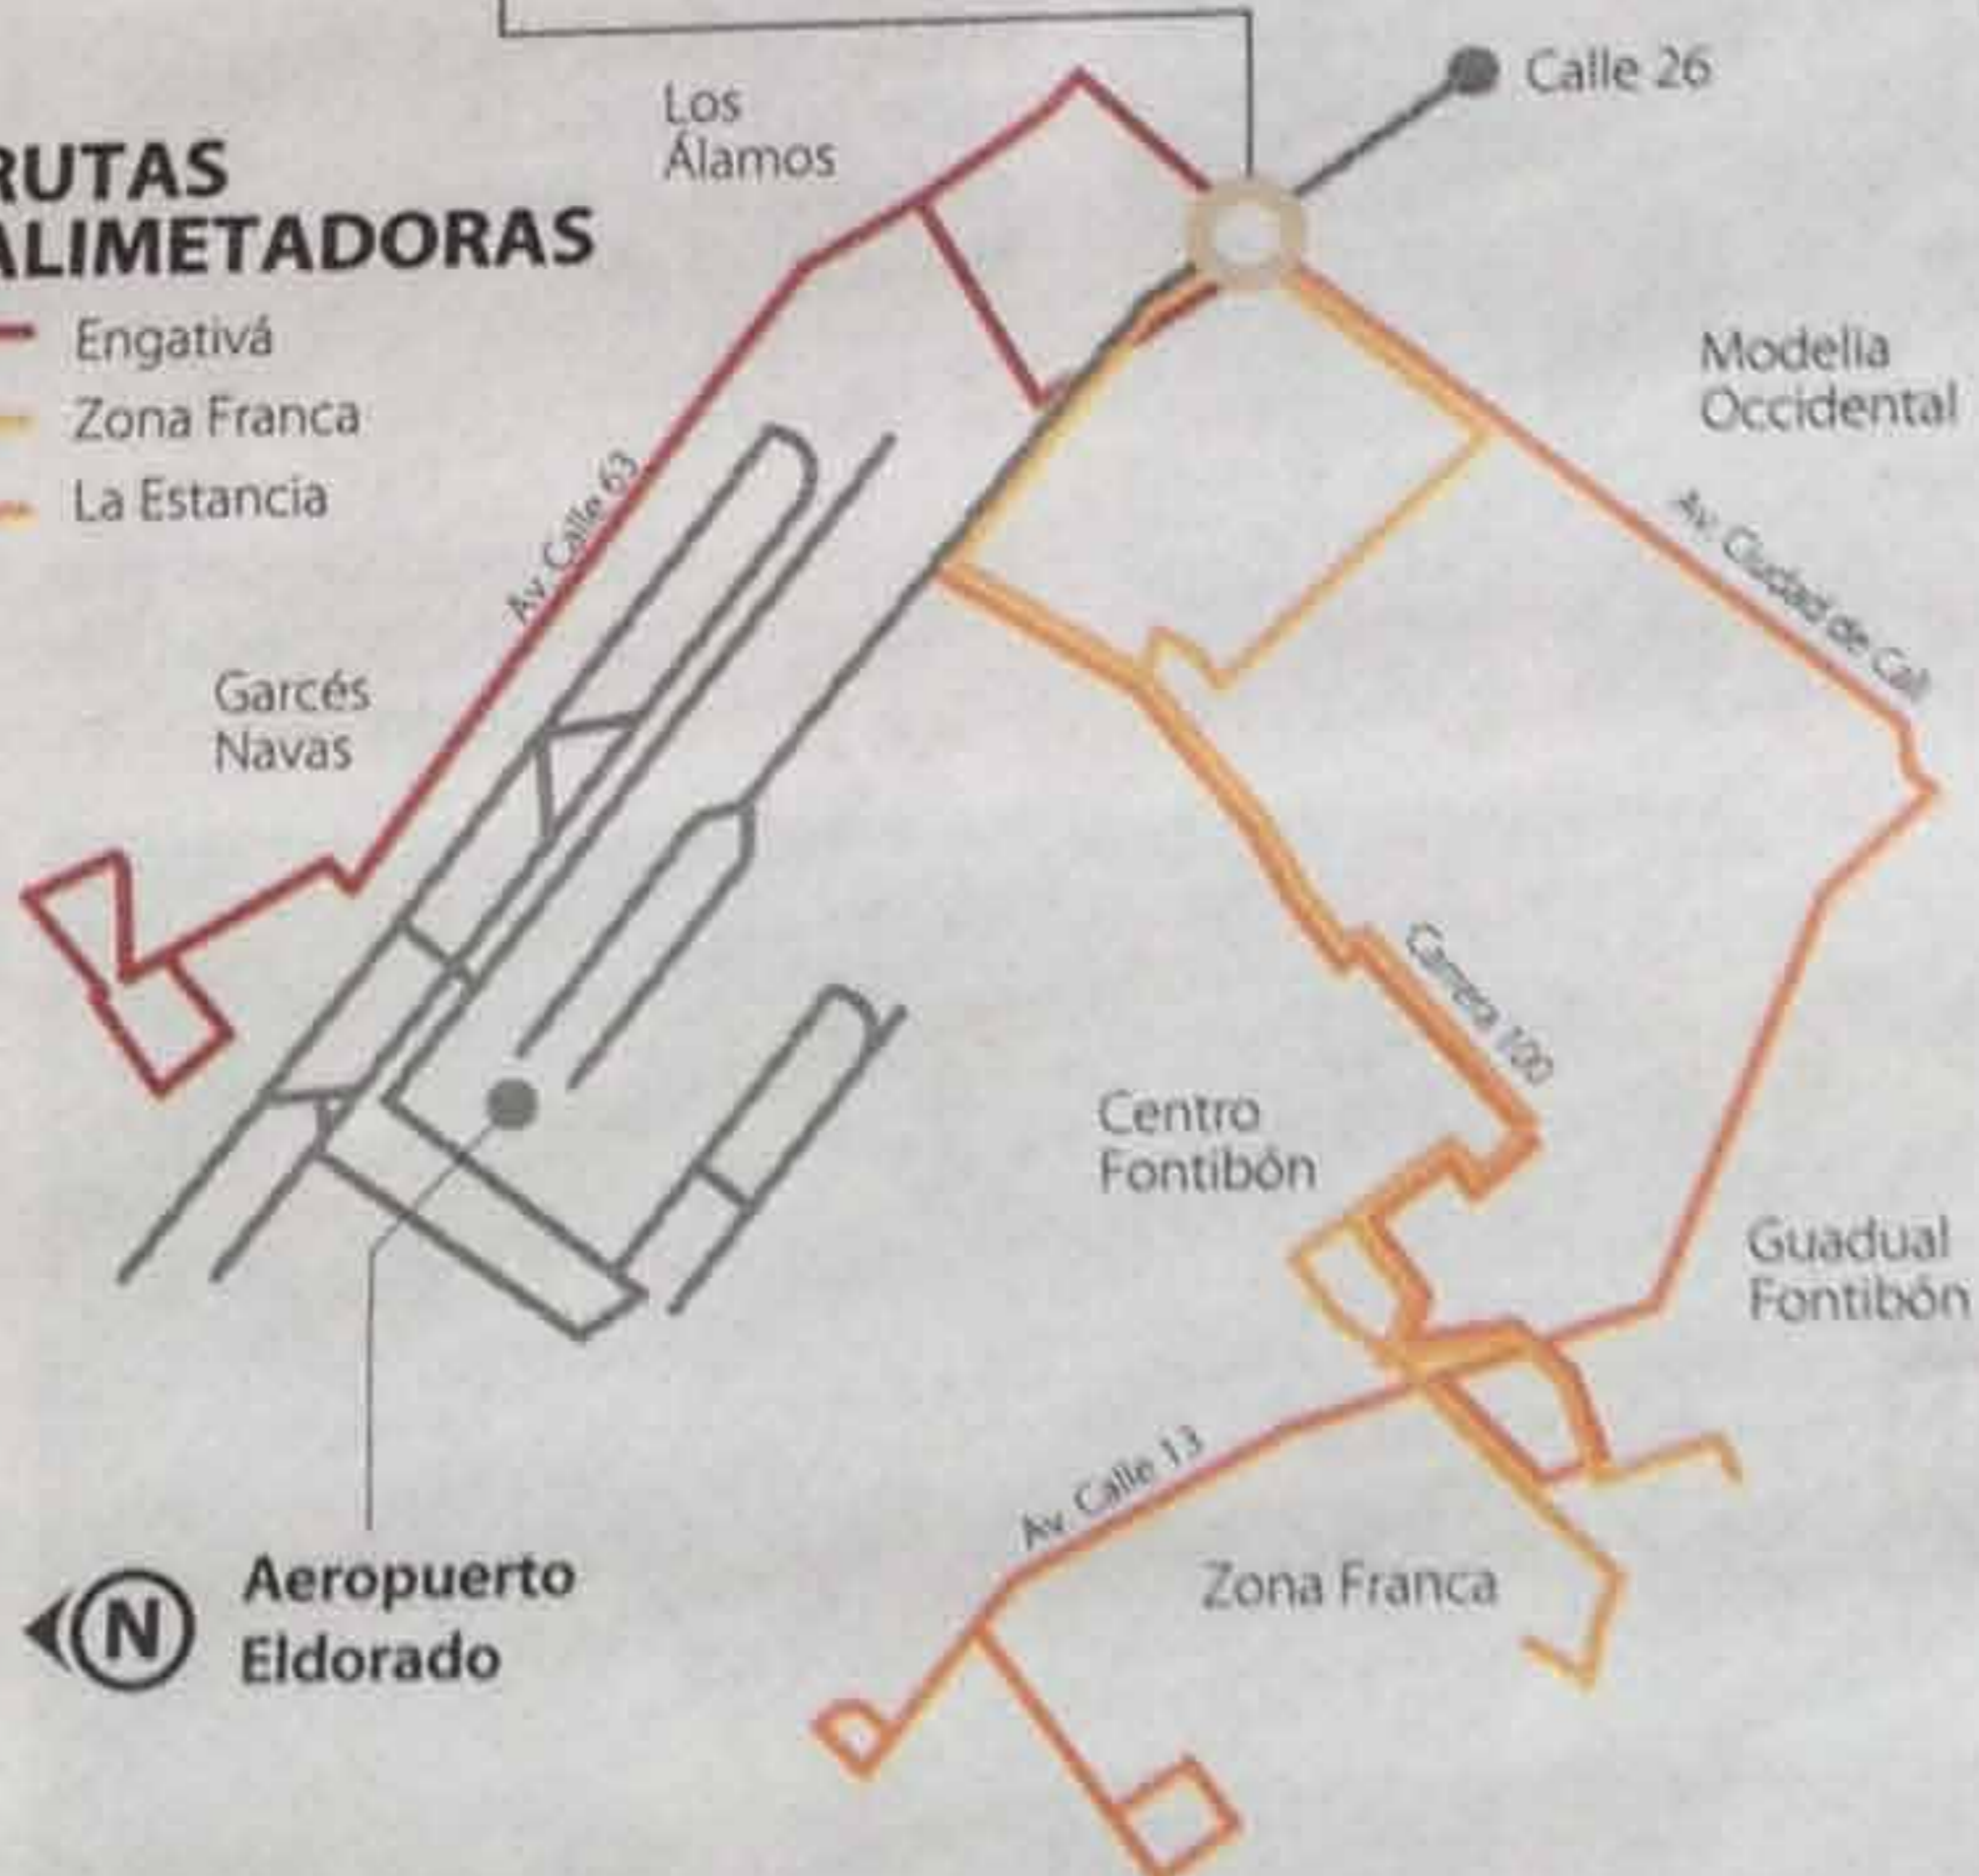 Calle 26
Los
Álamos
RUTAS
ALIMETADORAS
Engativá
Zona Franca
La Estancia
Modelia
Occidental
Av. Calle 63
Av. Ciudad de Cali
Garcés
Navas
Carrera 100
Centro
Fontibón
Guadual
Fontibón
Av. Calle 13
Zona Franca
N
Aeropuerto
Eldorado